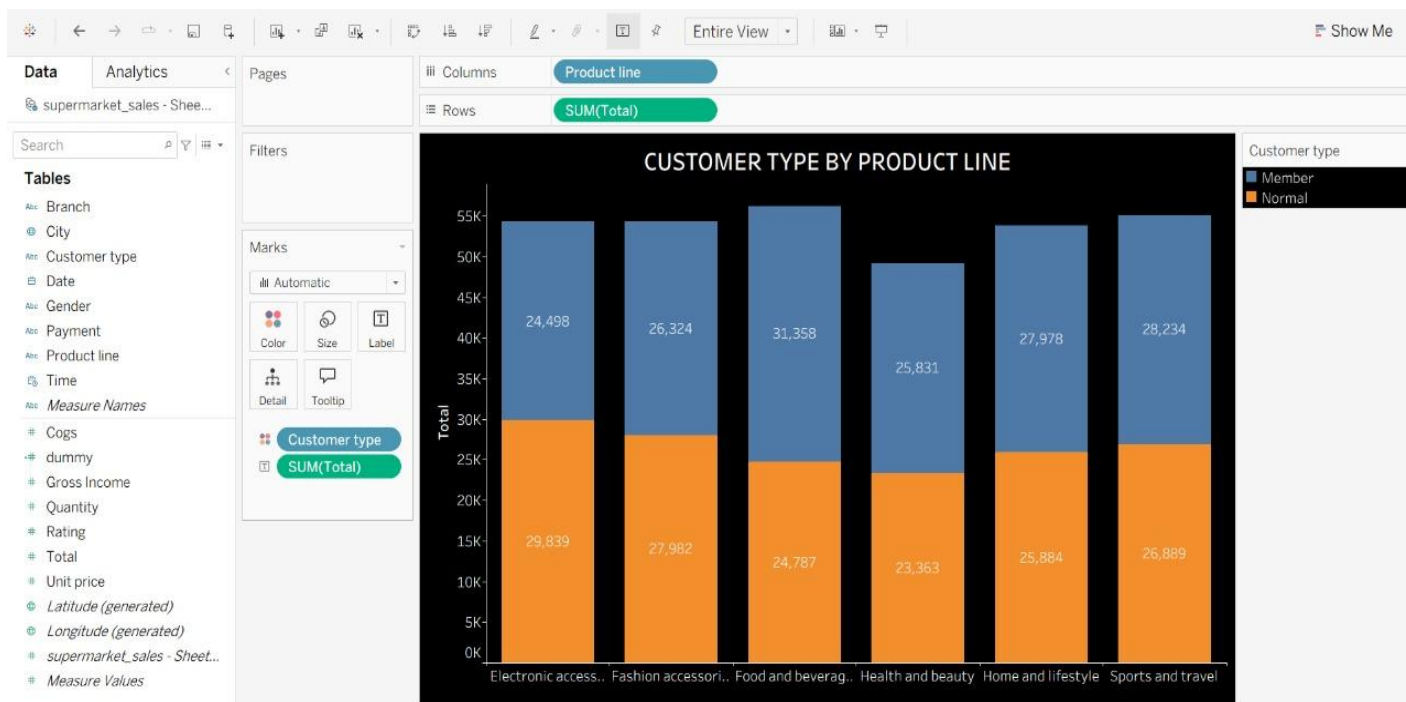 Entire View
Show Me
Data
Analytics
Pages
Columns
Product line
supermarket_sales - Shee...
Rows
SUM(Total)
Search
Filters
Tables
Abc Branch
City
Abc Customer type
Date
Abc Gender
Abc Payment
Abc Product line
Time
Abc Measure Names
# Cogs
# dummy
# Gross Income
# Quantity
# Rating
# Total
# Unit price
Latitude (generated)
Longitude (generated)
# supermarket_sales - Sheet...
# Measure Values
Marks
Automatic
Color
Size
T
Label
Detail
Tooltip
Customer type
T SUM(Total)
CUSTOMER TYPE BY PRODUCT LINE
Total
55K
50K
45K
40K
35K
30K
25K
20K
15K
10K
5K
0K
24,498
26,324
31,358
25,831
27,978
28,234
29,839
27,982
24,787
23,363
25,884
26,889
Electronic access.. Fashion accessori.. Food and beverag.. Health and beauty Home and lifestyle Sports and travel
Customer type
Member
Normal